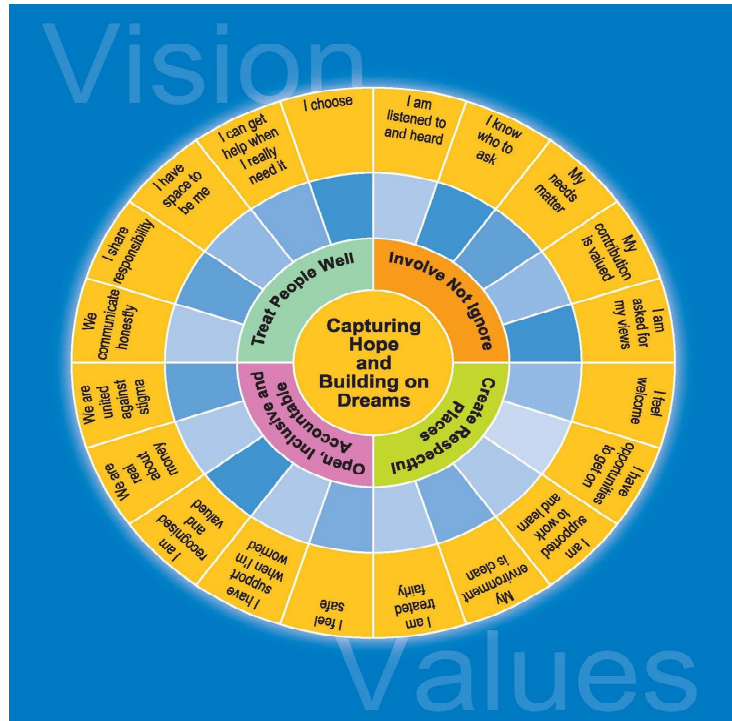 Vision
I choose
I am
listened to
and heard
I know
who to
ask
My
needs
matter
My
contribution
is valued
I am
asked for
my views
I feel
welcome
I have
opportunities
to get on
I am
supported
to work
and learn
My
environment
is clean
I am
treated
fairly
I feel
safe
I have
support
when I'm
worried
I am
recognised
and
valued
We are
real
about
money
We are
united
against
stigma
We
communicate
honestly
I share
responsibility
I have
space to
be me
I can get
help when
I really
need it
Treat People Well
Involve Not Ignore
Create Respectful
Places
Open, Inclusive and
Accountable
Capturing
Hope
and
Building on
Dreams
Values